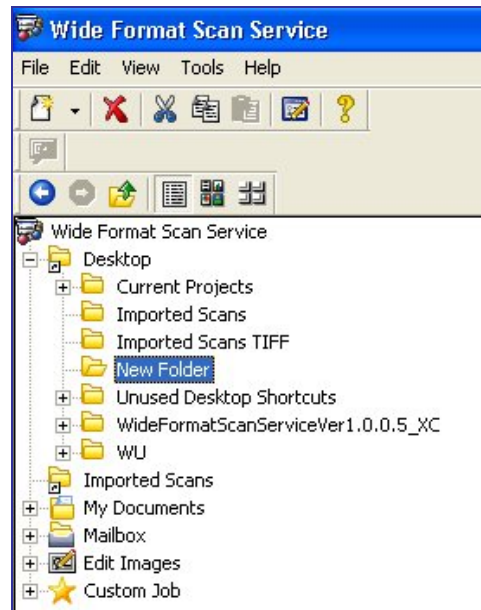 Wide Format Scan Service
File Edit View Tools Help
Wide Format Scan Service
Desktop
Current Projects
Imported Scans
Imported Scans TIFF
New Folder
Unused Desktop Shortcuts
WideFormatScanServiceVer1.0.0.5_XC
WU
Imported Scans
My Documents
Mailbox
Edit Images
Custom Job